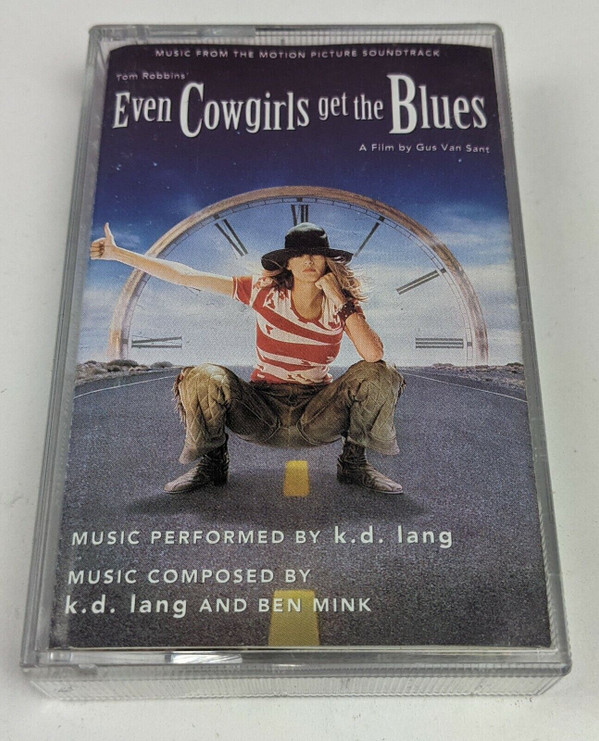 MUSIC FROM THE MOTION PICTURE SOUNDTRACK
Tom Robbins'
Even Cowgirls get the Blues
A Film by Gus Van Sant
VII
MUSIC PERFORMED BY k.d. lang
MUSIC COMPOSED BY
k.d. lang AND BEN MINK